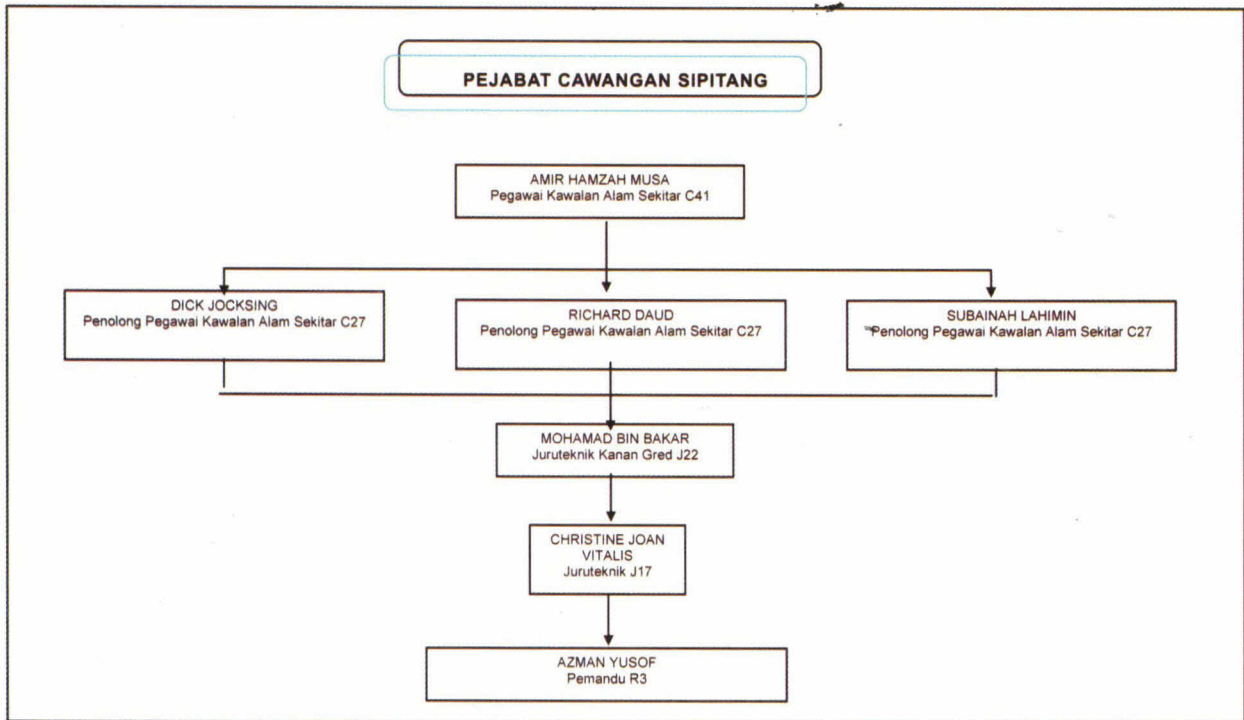 PEJABAT CAWANGAN SIPITANG
AMIR HAMZAH MUSA
Pegawai Kawalan Alam Sekitar C41
DICK JOCKSING
Penolong Pegawai Kawalan Alam Sekitar C27
RICHARD DAUD
Penolong Pegawai Kawalan Alam Sekitar C27
SUBAINAH LAHIMIN
Penolong Pegawai Kawalan Alam Sekitar C27
MOHAMAD BIN BAKAR
Juruteknik Kanan Gred J22
CHRISTINE JOAN
VITALIS
Juruteknik J17
AZMAN YUSOF
Pemandu R3